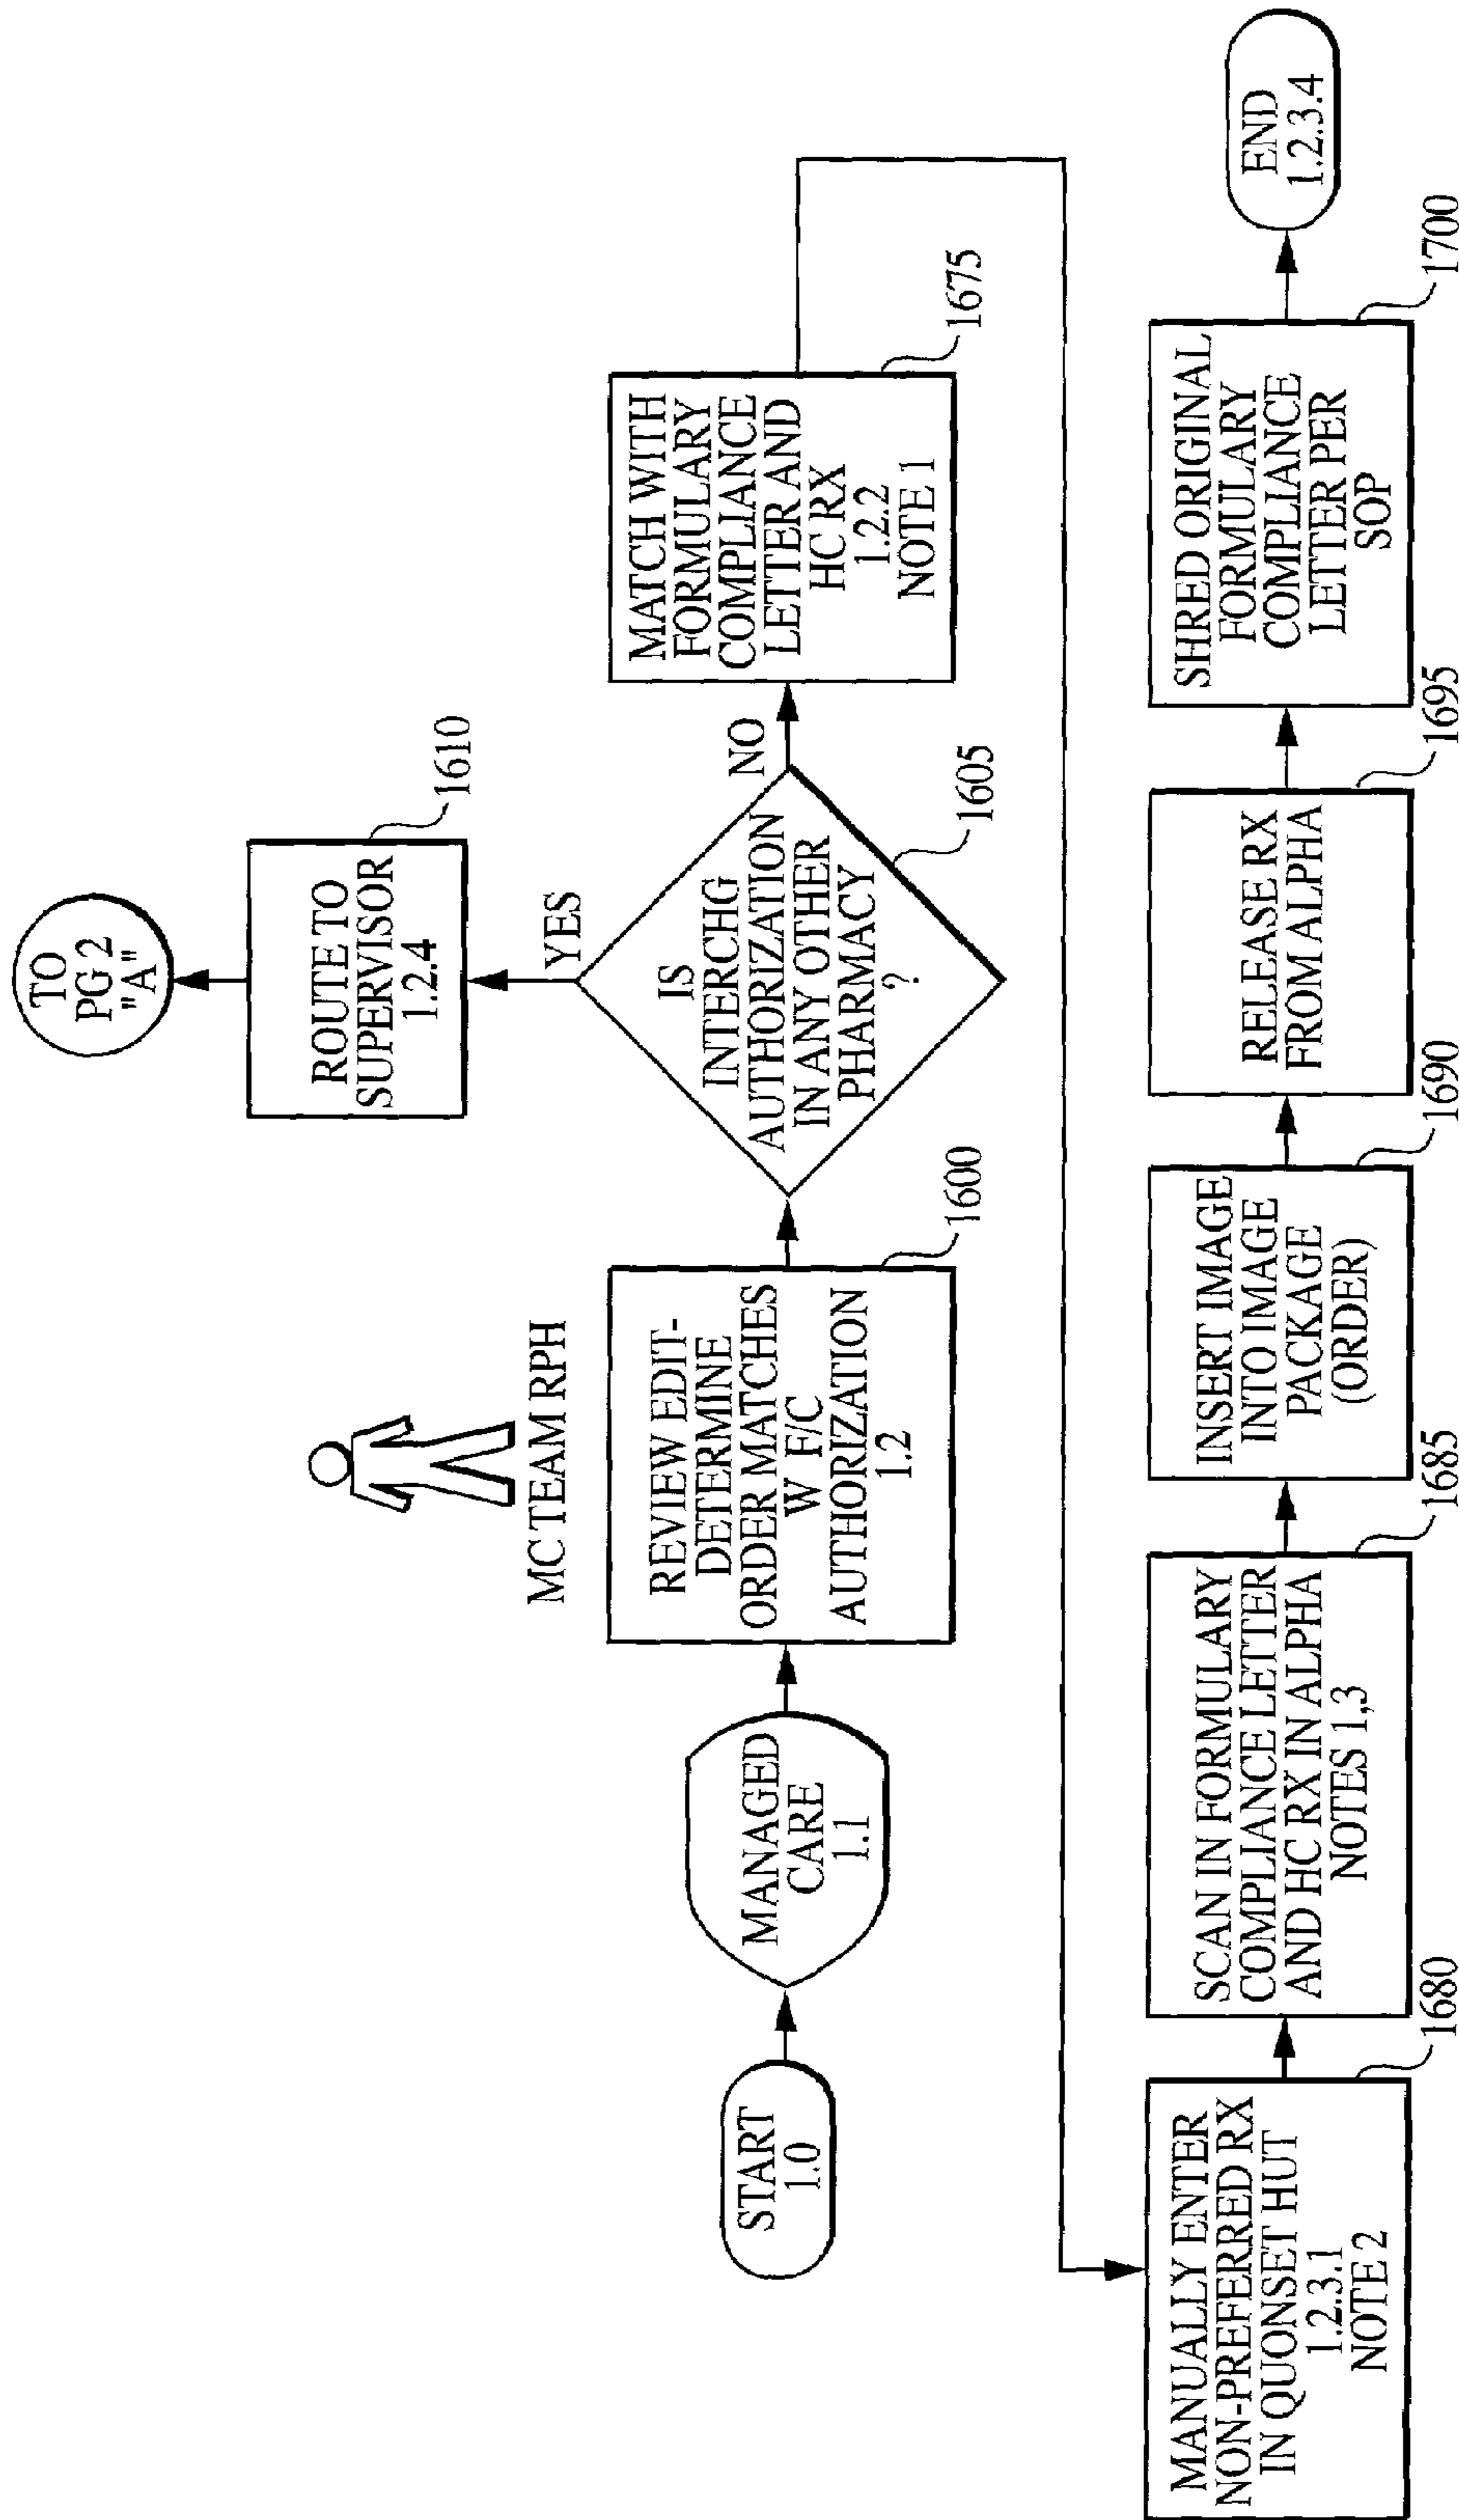 TO
PG 2
"A"
ROUTE TO
SUPERVISOR
1.2.4
1610
YES
START
1.0
MANAGED
CARE
1.1
MC TEAM RPH
REVIEW EDIT-
DETERMINE
ORDER MATCHES
W F/C
AUTHORIZATION
1.2
1600
IS
INTERCHG
AUTHORIZATION
IN ANY OTHER
PHARMACY
?
1605
NO
MATCH WITH
FORMULARY
COMPLIANCE
LETTER AND
HC RX
1.2.2
NOTE 1
1675
MANUALLY ENTER
NON-PREFERRED RX
IN QUONSET HUT
1.2.3.1
NOTE 2
1680
SCAN IN FORMULARY
COMPLIANCE LETTER
AND HC RX IN ALPHA
NOTES 1,3
1685
INSERT IMAGE
INTO IMAGE
PACKAGE
(ORDER)
1690
RELEASE RX
FROM ALPHA
1695
SHRED ORIGINAL
FORMULARY
COMPLIANCE
LETTER PER
SOP
1700
END
1.2.3.4